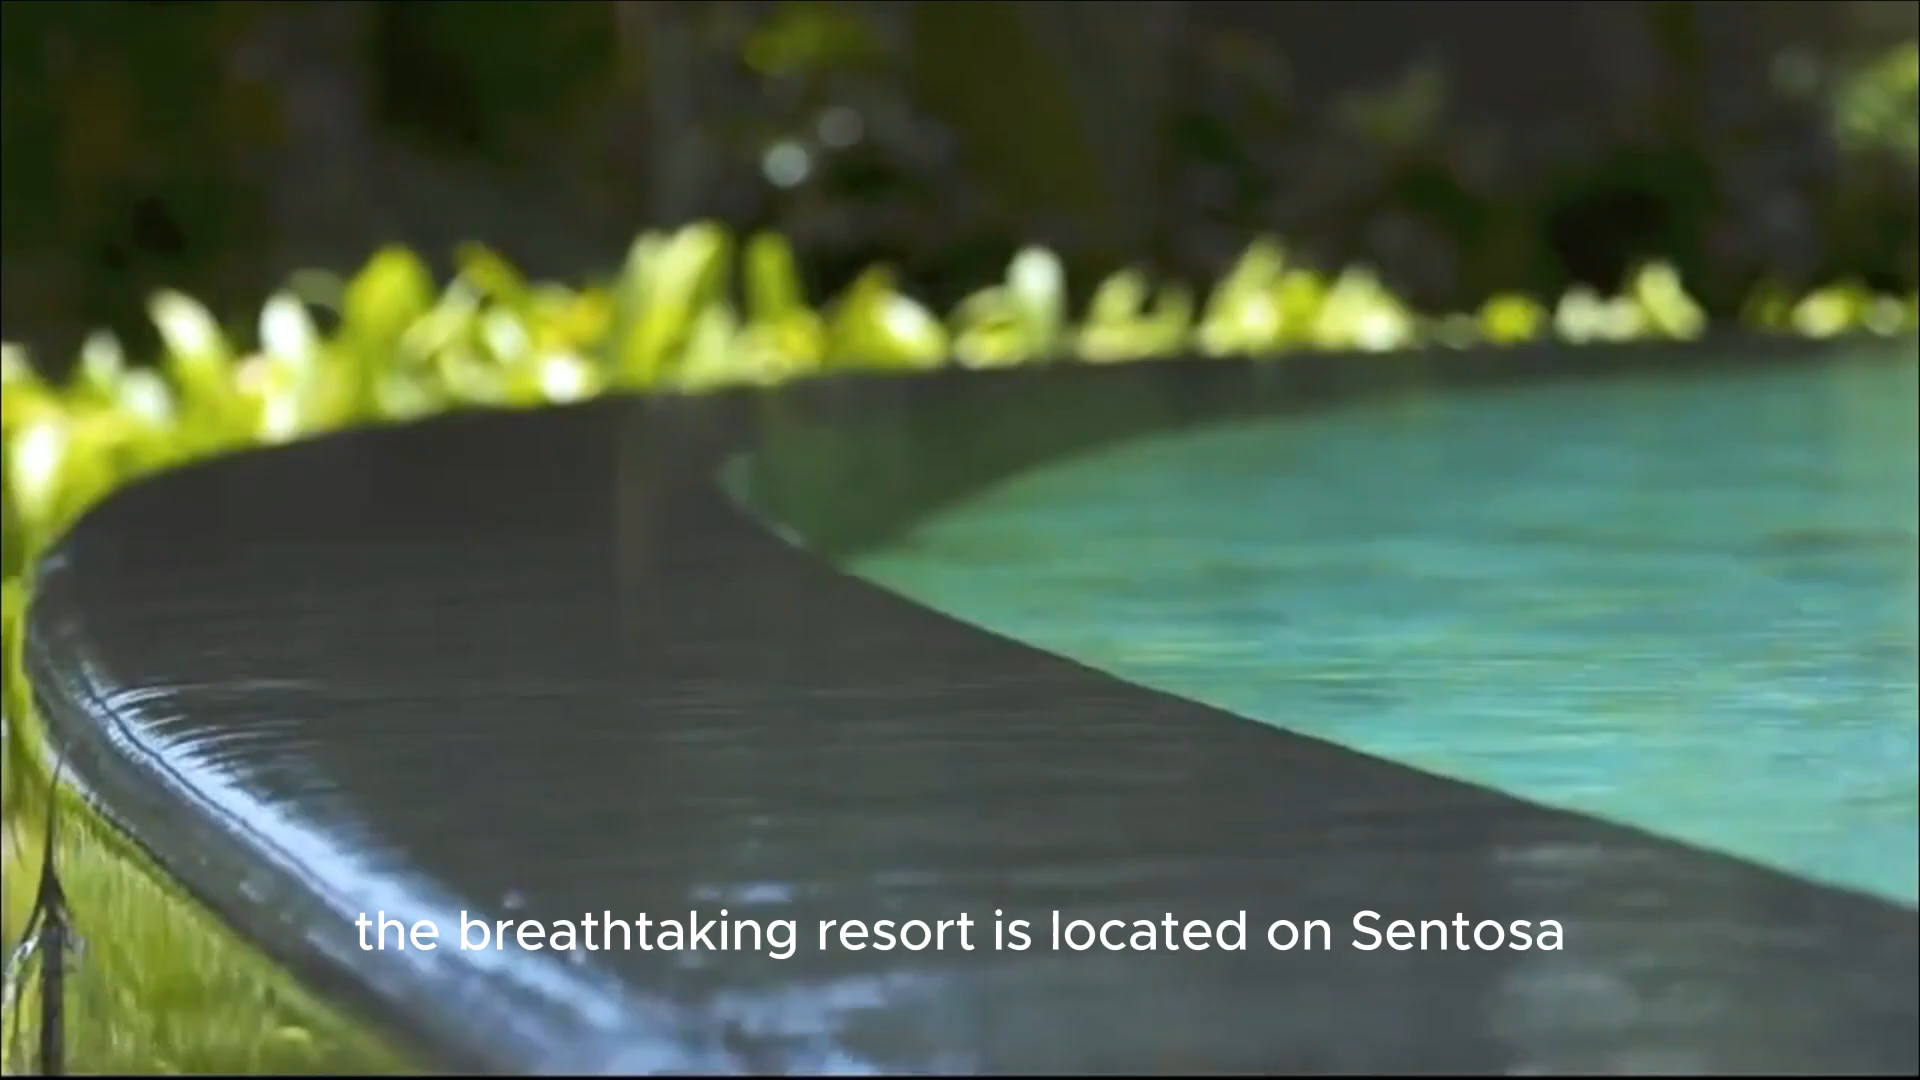 the breathtaking resort is located on Sentosa